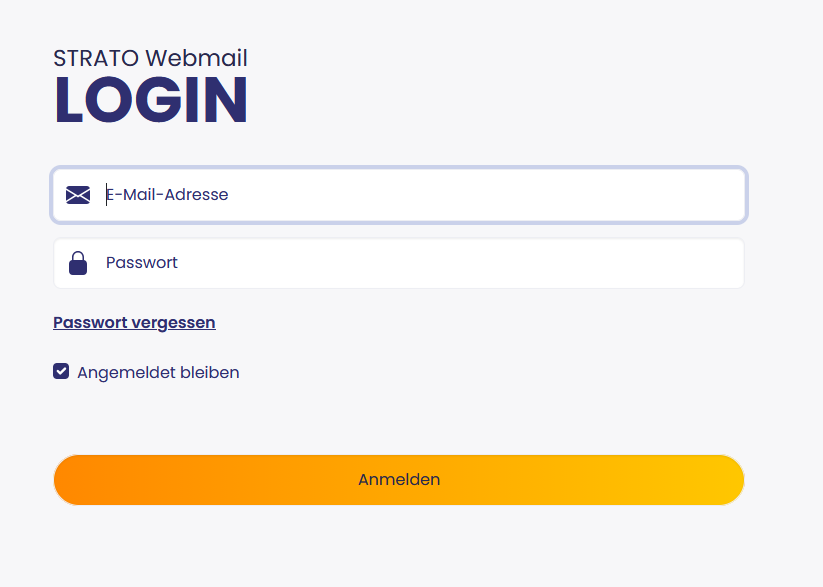 STRATO Webmail
LOGIN
E-Mail-Adresse
Passwort
Passwort vergessen
Angemeldet bleiben
Anmelden